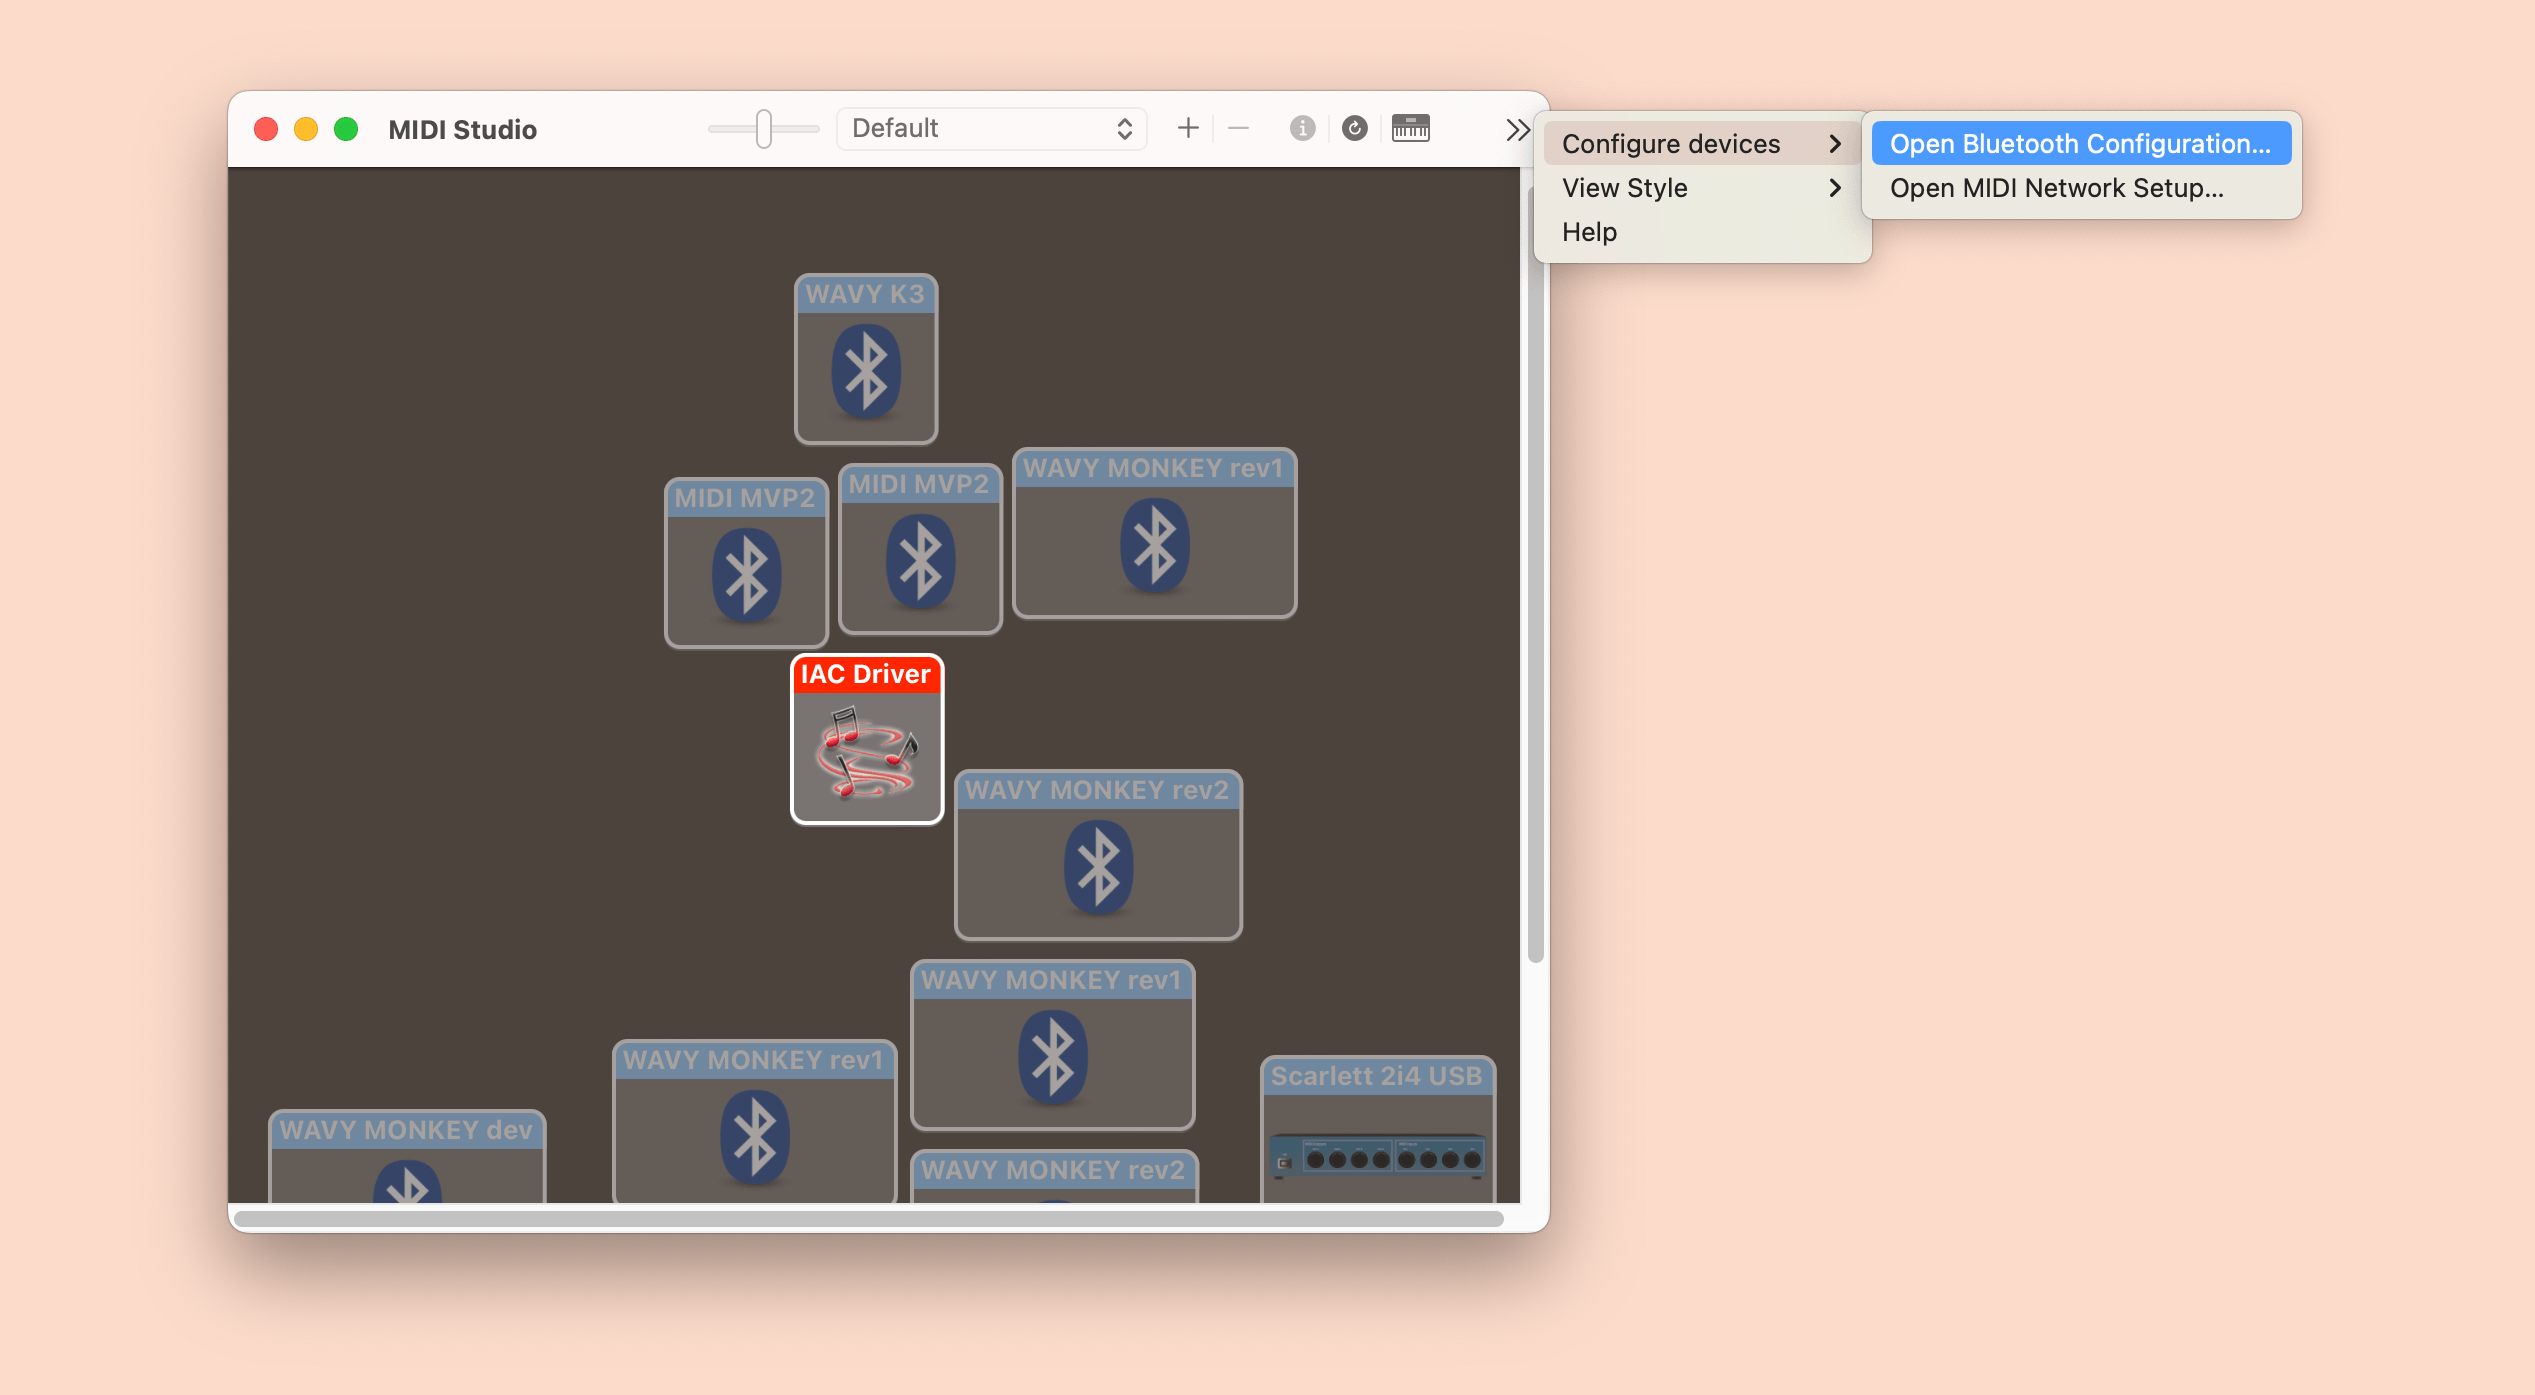 MIDI Studio
Default
Configure devices
View Style
Help
Open Bluetooth Configuration...
Open MIDI Network Setup...
WAVY K3
MIDI MVP2
MIDI MVP2
WAVY MONKEY rev1
IAC Driver
WAVY MONKEY rev2
WAVY MONKEY rev1
WAVY MONKEY rev1
Scarlett 2i4 USB
WAVY MONKEY dev
WAVY MONKEY rev2